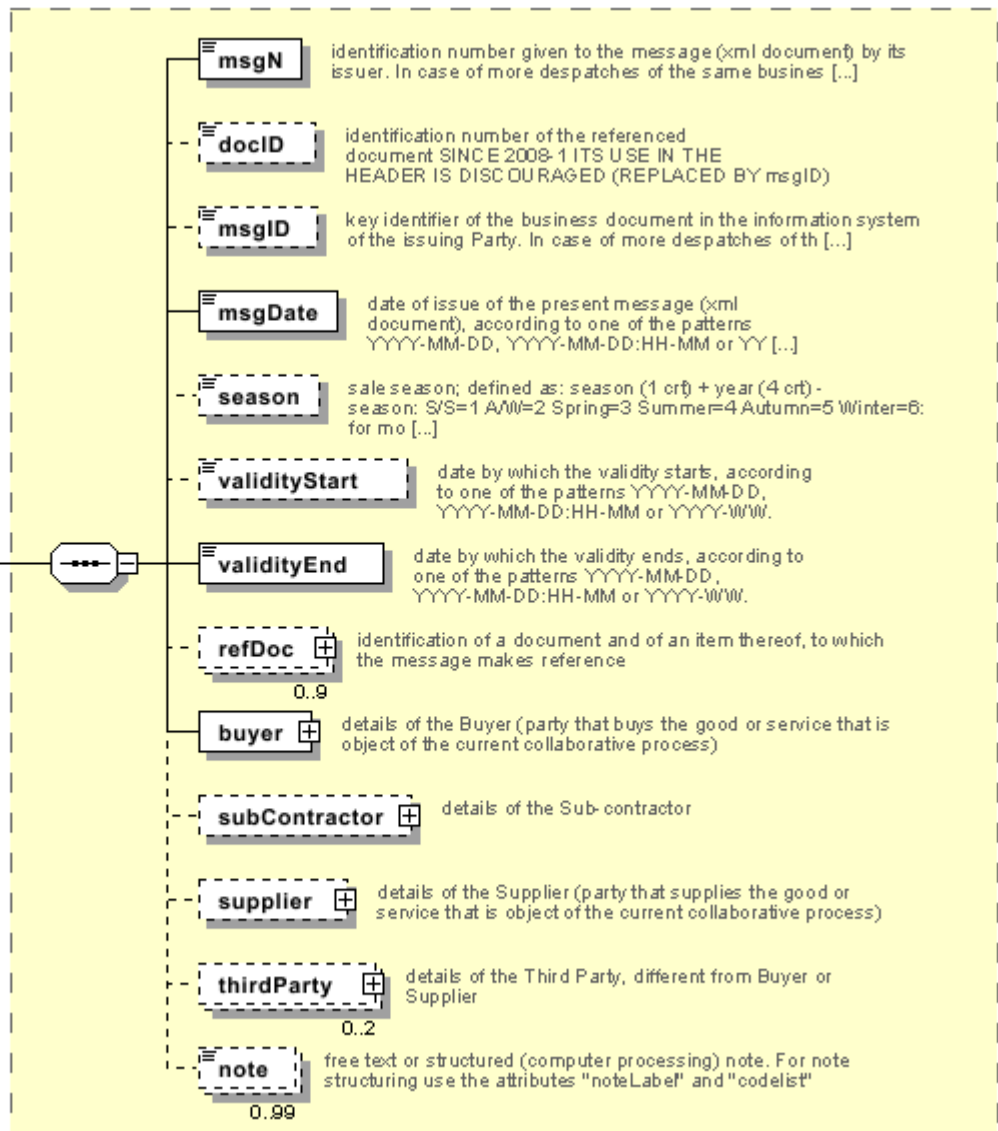 msgN
identification number given to the message (xml document) by its
issuer. In case of more despatches of the same busines [...]
docID
identification number of the referenced
document SINCE 2008-1 ITS USE IN THE
HEADER IS DISCOURAGED (REPLACED BY msgID)
msgID
key identifier of the business document in the information system
of the issuing Party. In case of more despatches of th [...]
msgDate
date of issue of the present message (xml
document), according to one of the patterns
YYYY-MM-DD, YYYY-MM-DD:HH-MM or YY [...]
season
sale season; defined as: season (1 crt) + year (4 crt) -
season: S/S=1 A/W=2 Spring=3 Summer=4 Autumn=5 Winter=6:
for mo [...]
validityStart
date by which the validity starts, according
to one of the patterns YYYY-MM-DD,
YYYY-MM-DD:HH-MM or YYYY-WW.
validityEnd
date by which the validity ends, according to
one of the patterns YYYY-MM-DD,
YYYY-MM-DD:HH-MM or YYYY-WW.
refDoc
identification of a document and of an item thereof, to which
the message makes reference
0..9
buyer
details of the Buyer (party that buys the good or service that is
object of the current collaborative process)
subContractor
details of the Sub-contractor
supplier
details of the Supplier (party that supplies the good or
service that is object of the current collaborative process)
thirdParty
details of the Third Party, different from Buyer or
Supplier
0..2
note
free text or structured (computer processing) note. For note
structuring use the attributes "noteLabel" and "codelist"
0..99